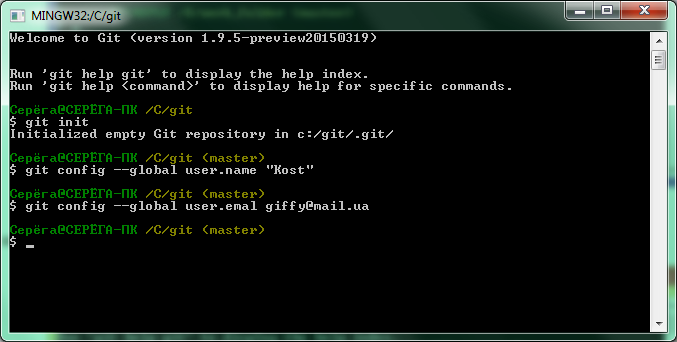 MINGW32:/C/git
Welcome to Git (version 1.9.5-preview20150319)
Run 'git help git' to display the help index.
Run 'git help <command>' to display help for specific commands.
Серёга@СЕРЁГА-ПК /C/git
$ git init
Initialized empty Git repository in c:/git/.git/
Серёга@СЕРЁГА-ПК /C/git (master)
$ git config --global user.name "Kost"
Серёга@СЕРЁГА-ПК /C/git (master)
$ git config --global user.emal giffy@mail.ua
Серёга@СЕРЁГА-ПК /C/git (master)
$